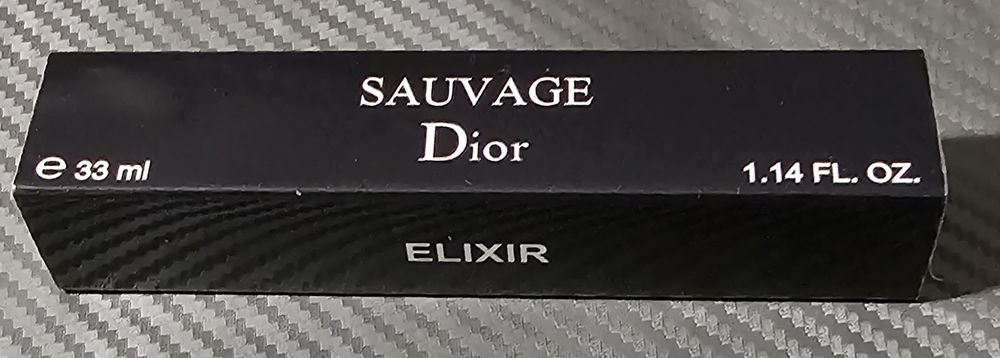 SAUVAGE
Dior
℮ 33 ml
1.14 FL. OZ.
ELIXIR